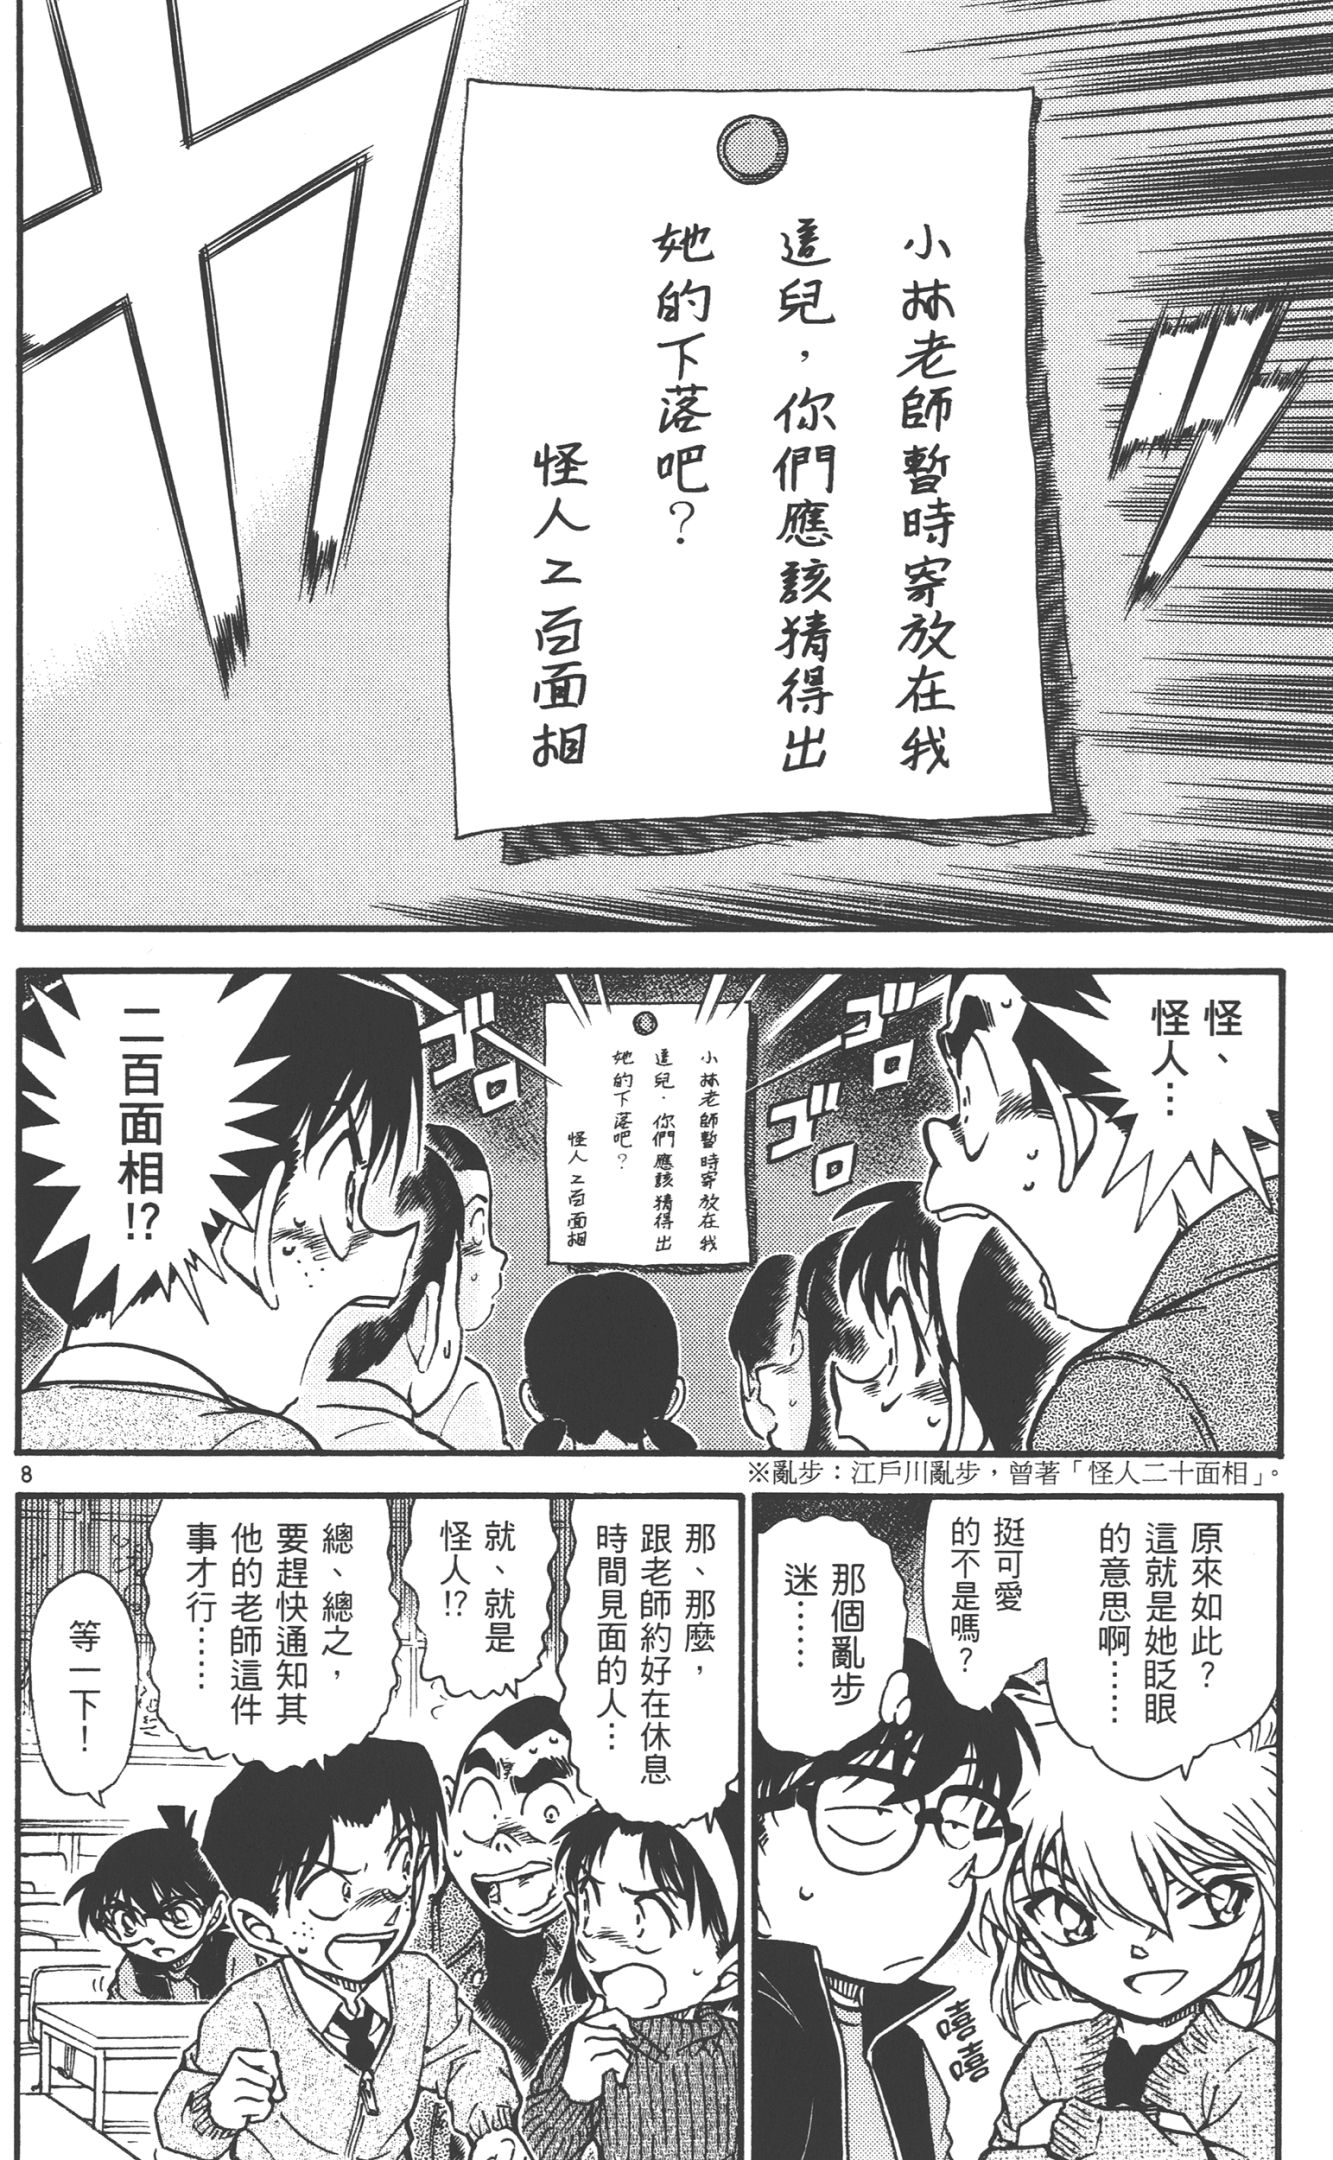 小林老師暫時寄放在我
這兒，你們應該猜得出
她的下落吧？
怪人二百面相
怪、
怪人…
小林老師暫時寄放在我
這兒，你們應該猜得出
她的下落吧？
怪人二百面相
ゴゴ
ゴゴ
ゴゴ
二百面相!?
8
※亂步：江戶川亂步，曾著「怪人二十面相」。
原來如此？
這就是她眨眼
的意思啊……
挺可愛
的不是嗎？
那個亂步
迷……
嘻嘻
那、那麼，
跟老師約好在休息
時間見面的人…
就、就是
怪人!?
總、總之，
要趕快通知其
他的老師這件
事才行……
等一下！